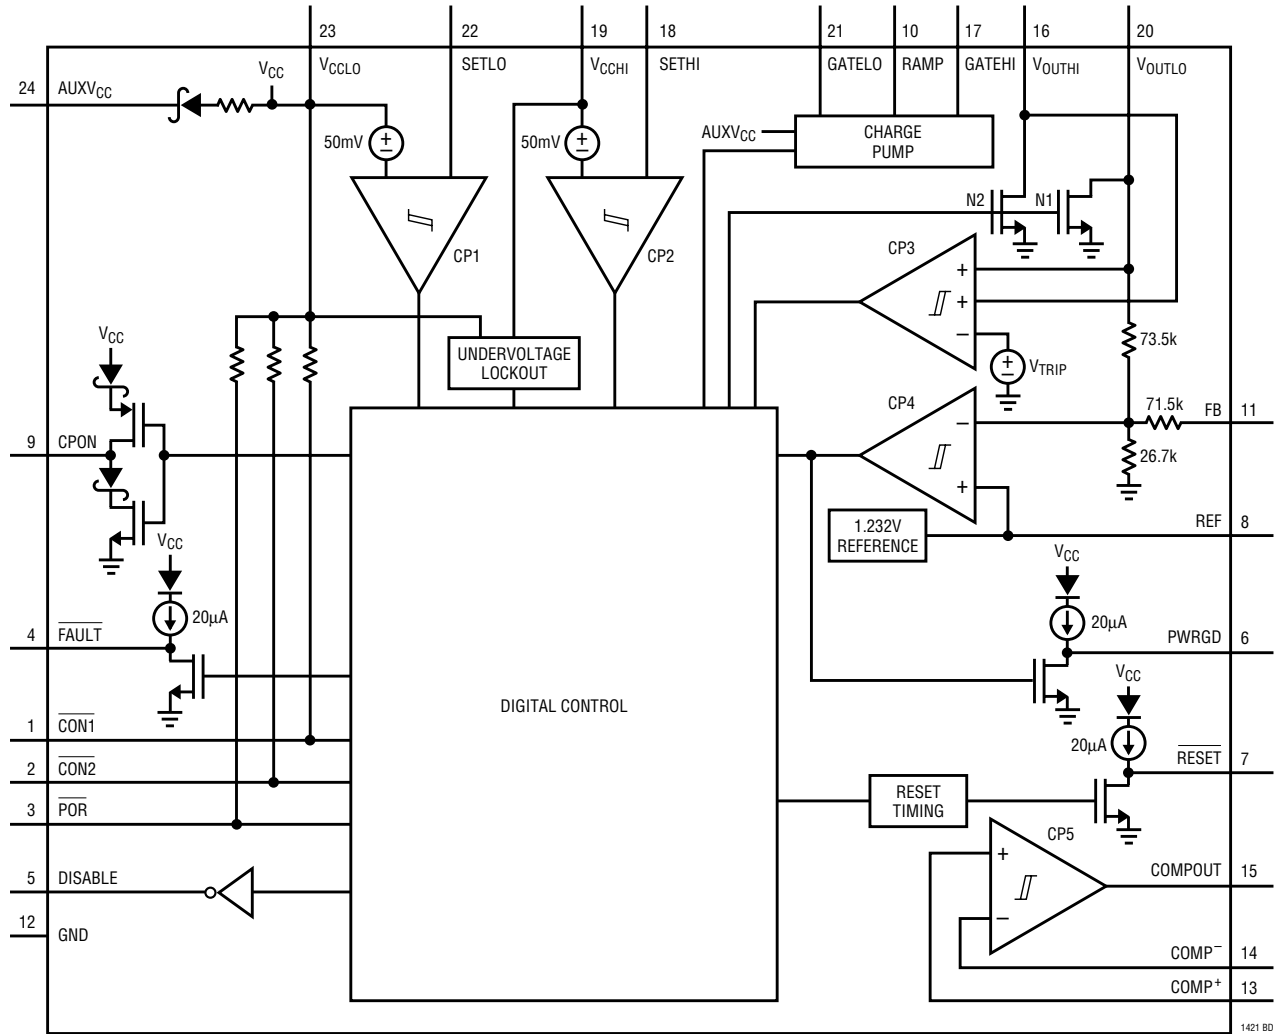 23 22 19 18 21 10 17 16 20
VCCLO SETLO VCCHI SETHI GATELO RAMP GATEHI VOUTHI VOUTLO
24 AUXVCC VCC
50mV 50mV
AUXVCC CHARGE
PUMP
N2 N1
CP1 CP2 CP3
+
+
−
VCC
UNDERVOLTAGE
LOCKOUT
+
−
VTRIP
73.5k
CP4
−
71.5k FB 11
9 CPON
26.7k
+
1.232V
REFERENCE
REF 8
VCC
20µA
4 FAULT
VCC
20µA
PWRGD 6
VCC
20µA
RESET 7
DIGITAL CONTROL
1 CON1
2 CON2
3 POR
RESET
TIMING
CP5
+
−
5 DISABLE
COMPOUT 15
12 GND
COMP− 14
COMP+ 13
1421 BD